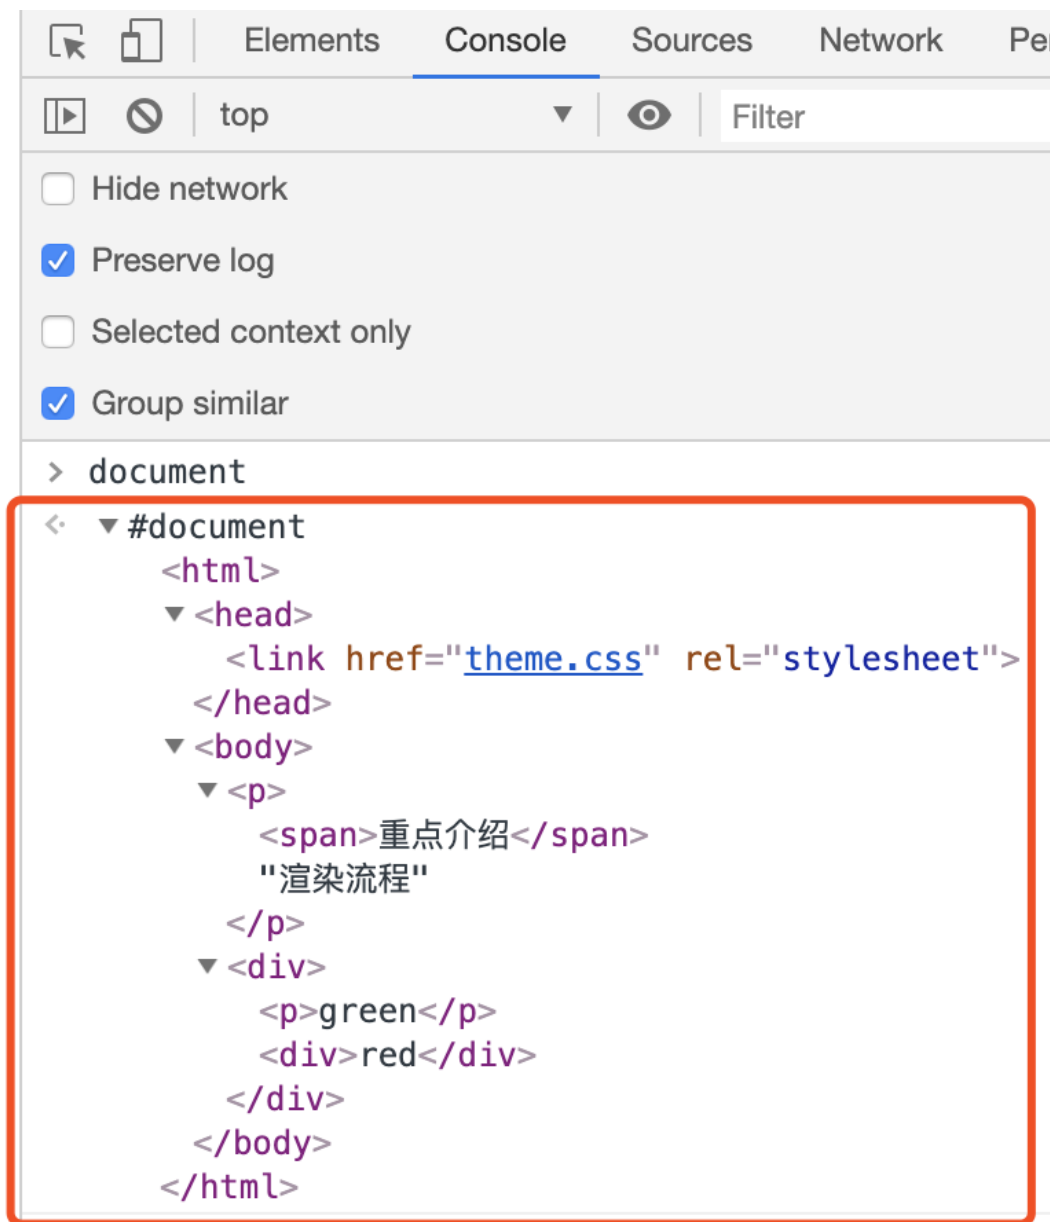 Elements Console Sources Network Pe
top Filter
Hide network
Preserve log
Selected context only
Group similar
document
#document
<html>
<head>
<link href="theme.css" rel="stylesheet">
</head>
<body>
<p>
<span>重点介绍</span>
"渲染流程"
</p>
<div>
<p>green</p>
<div>red</div>
</div>
</body>
</html>